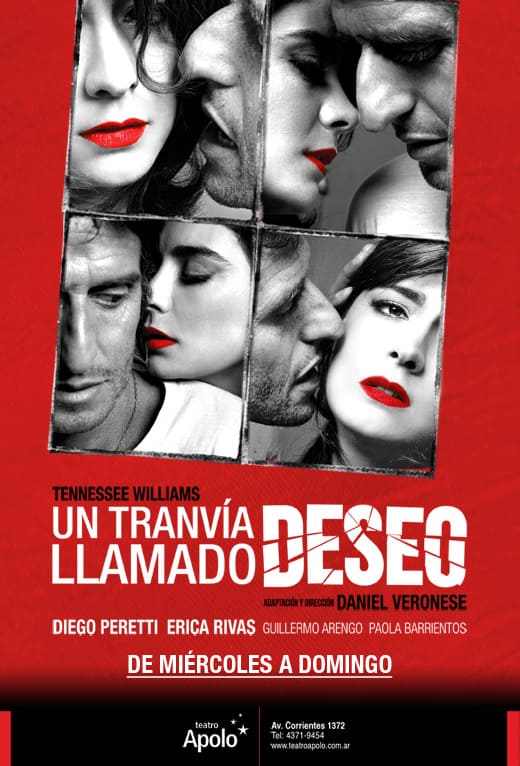 TENNESSEE WILLIAMS
UN TRANVÍA
LLAMADO DESEO
ADAPTACIÓN Y DIRECCIÓN DANIEL VERONESE
DIEGO PERETTI ERICA RIVAS GUILLERMO ARENGO PAOLA BARRIENTOS
DE MIÉRCOLES A DOMINGO
teatro
Apolo
Av. Corrientes 1372
Tel: 4371-9454
www.teatroapolo.com.ar